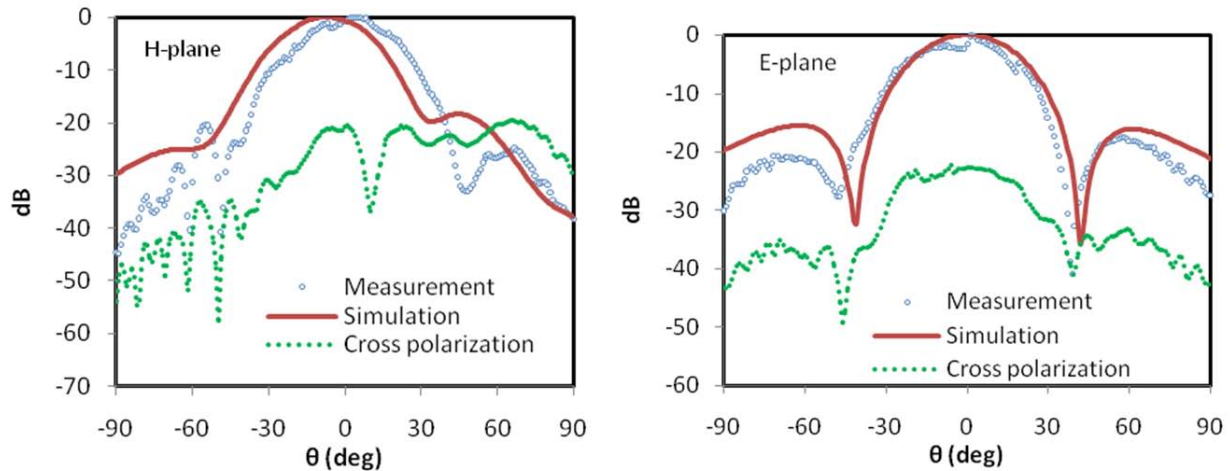 H-plane
dB
0
-10
-20
-30
-40
-50
-60
-70
Measurement
Simulation
Cross polarization
-90
-60
-30
0
30
60
90
θ (deg)
E-plane
dB
0
-10
-20
-30
-40
-50
-60
Measurement
Simulation
Cross polarization
-90
-60
-30
0
30
60
90
θ (deg)